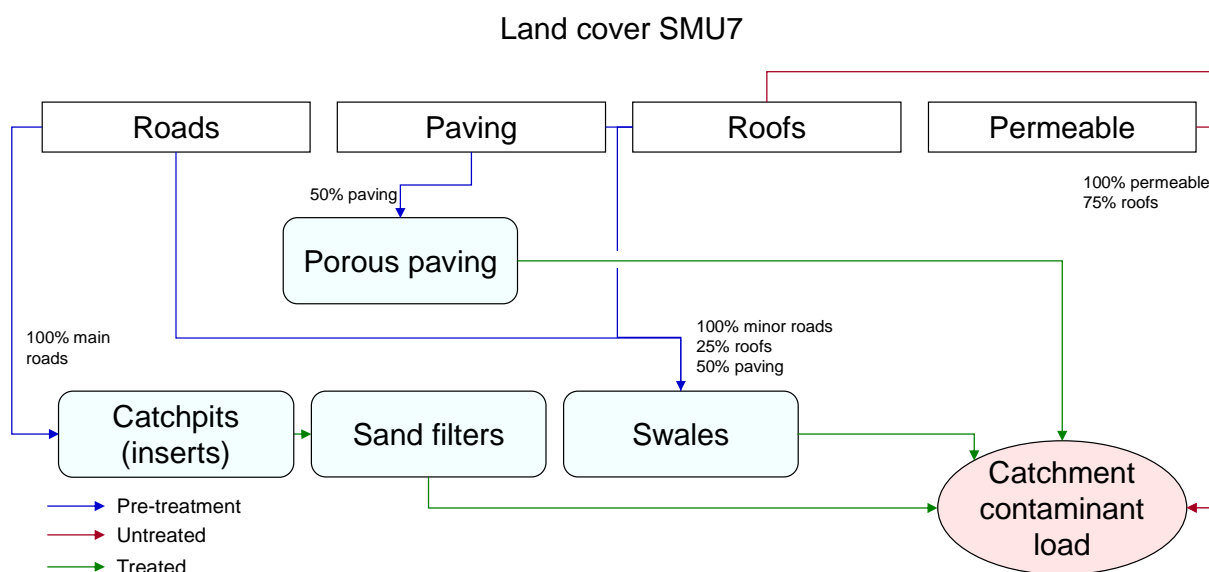 Land cover SMU7
Roads
Paving
Roofs
Permeable
50% paving
100% permeable
75% roofs
Porous paving
100% main
roads
100% minor roads
25% roofs
50% paving
Catchpits
(inserts)
Sand filters
Swales
Catchment
contaminant
load
Pre-treatment
Untreated
Treated